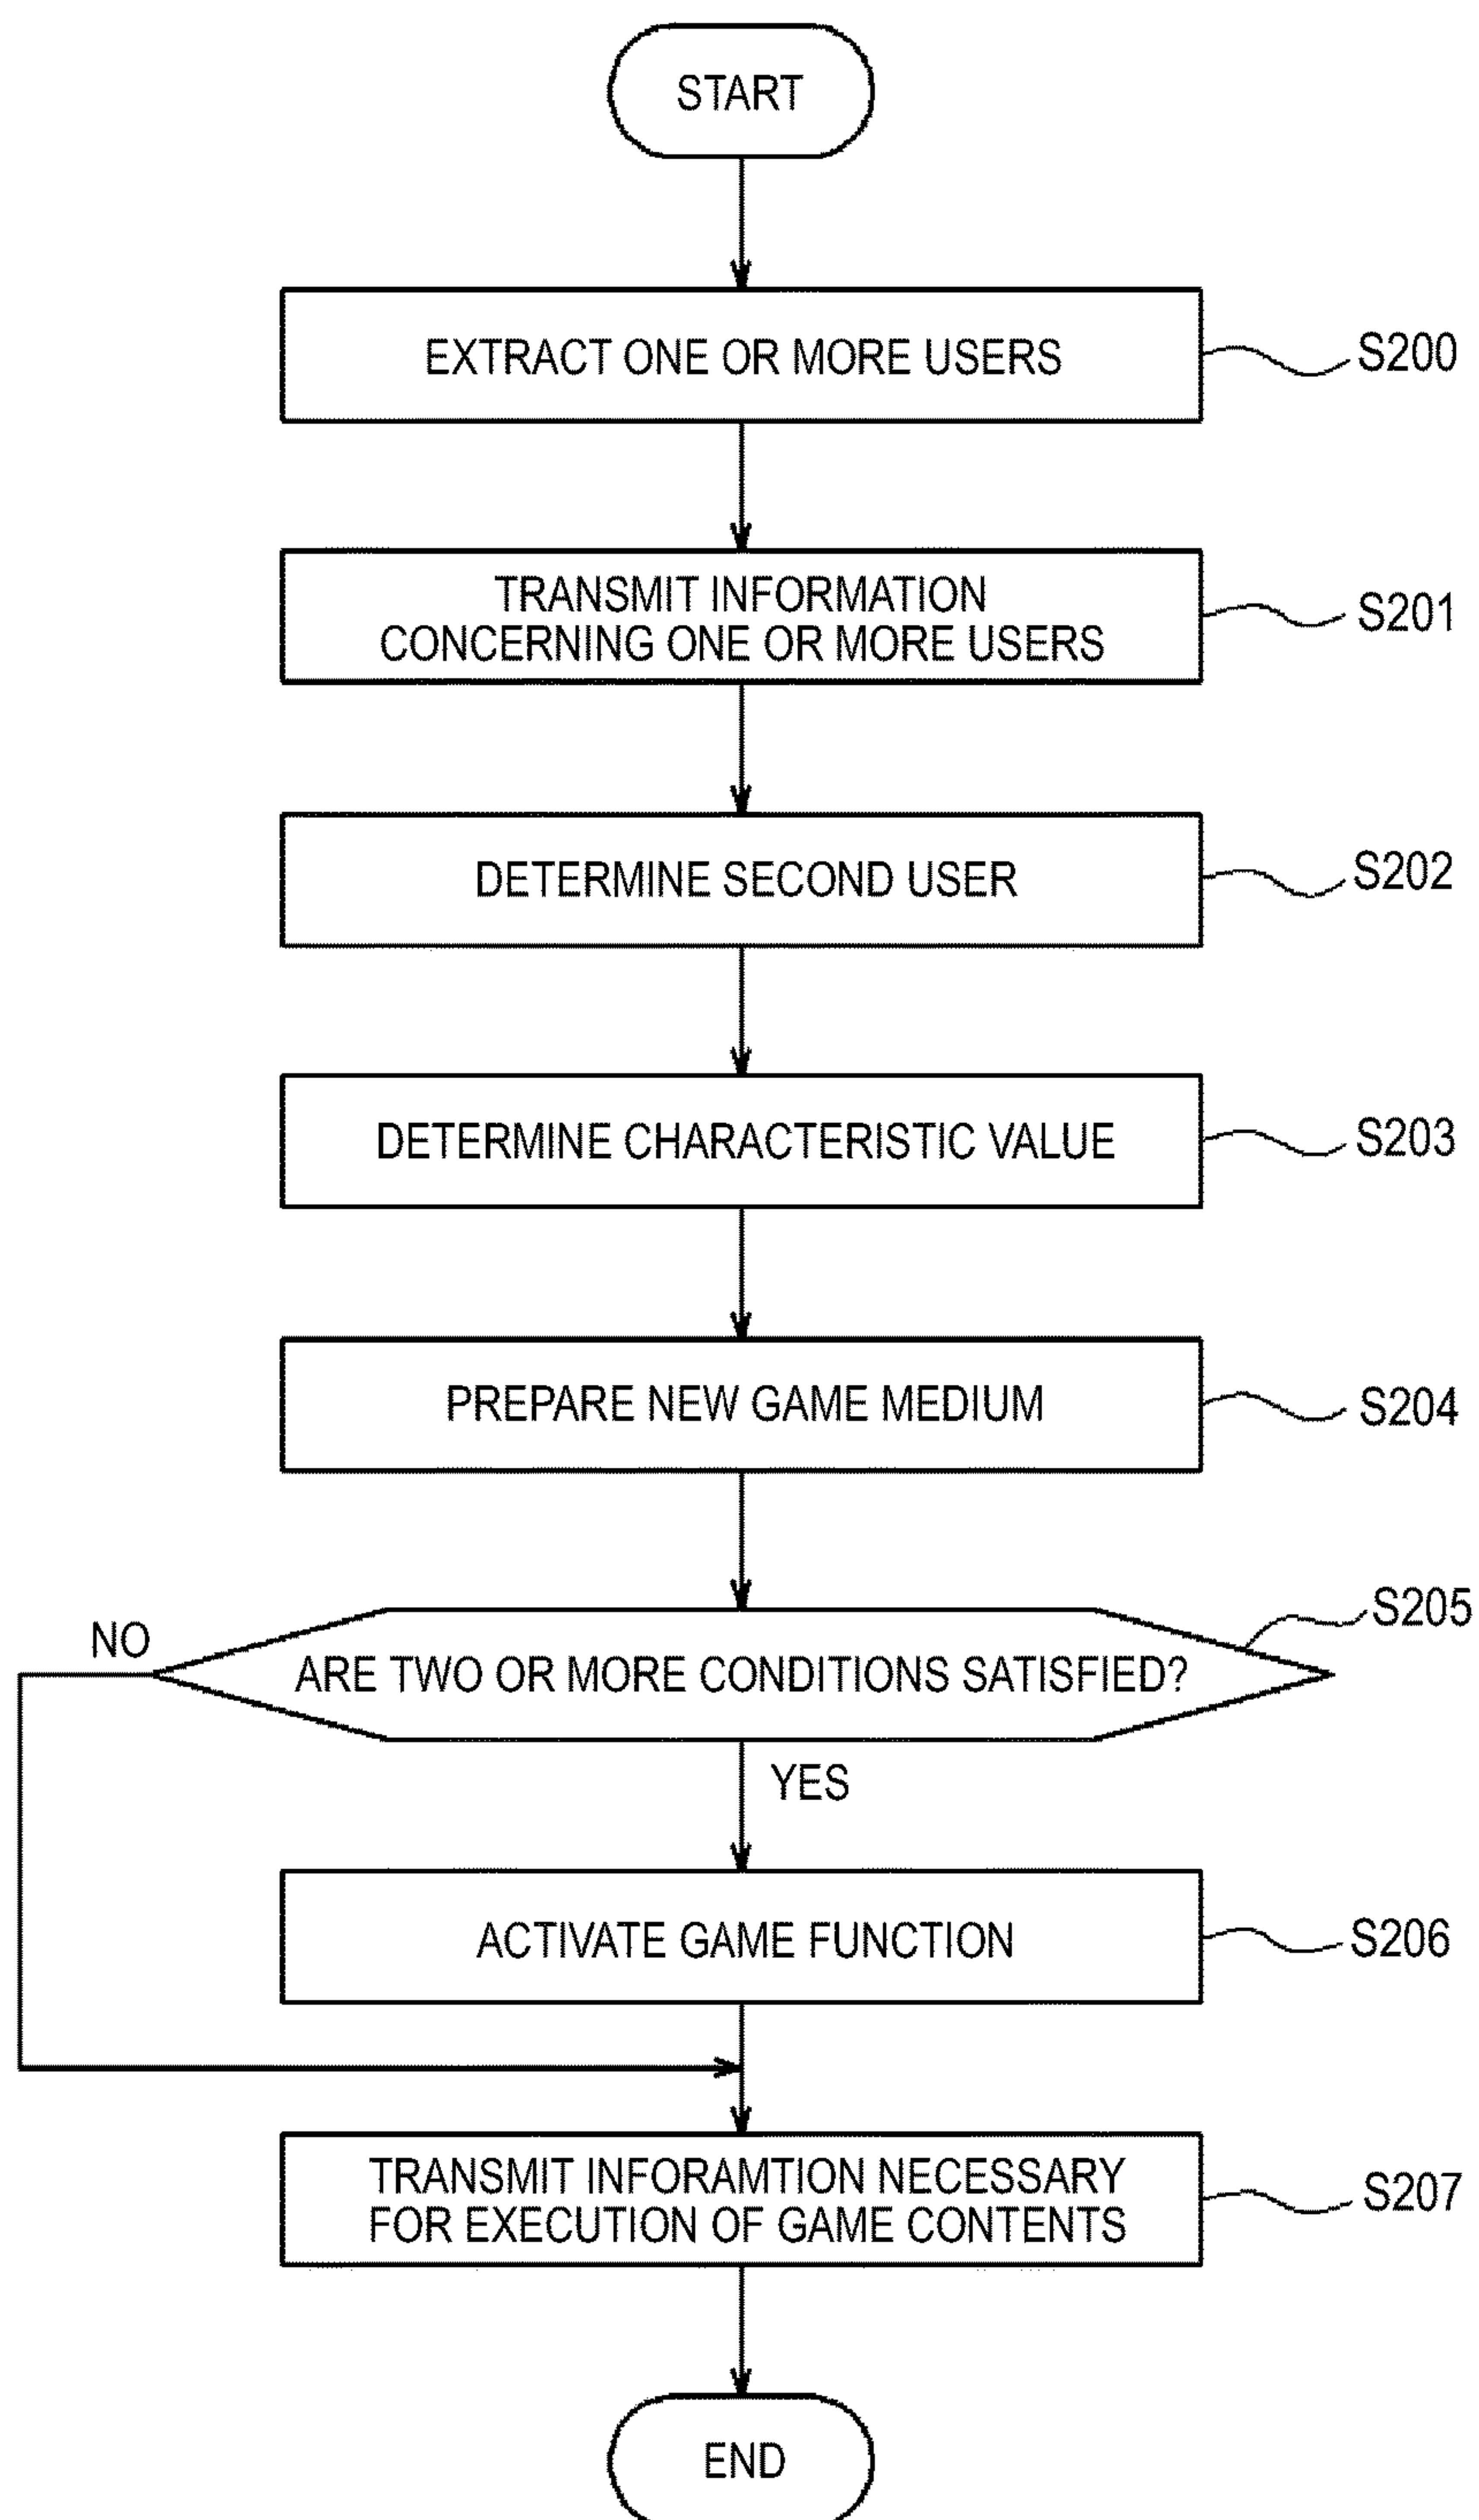 START
EXTRACT ONE OR MORE USERS
S200
TRANSMIT INFORMATION
CONCERNING ONE OR MORE USERS
S201
DETERMINE SECOND USER
S202
DETERMINE CHARACTERISTIC VALUE
S203
PREPARE NEW GAME MEDIUM
S204
S205
NO
ARE TWO OR MORE CONDITIONS SATISFIED?
YES
ACTIVATE GAME FUNCTION
S206
TRANSMIT INFORAMTION NECESSARY
FOR EXECUTION OF GAME CONTENTS
S207
END